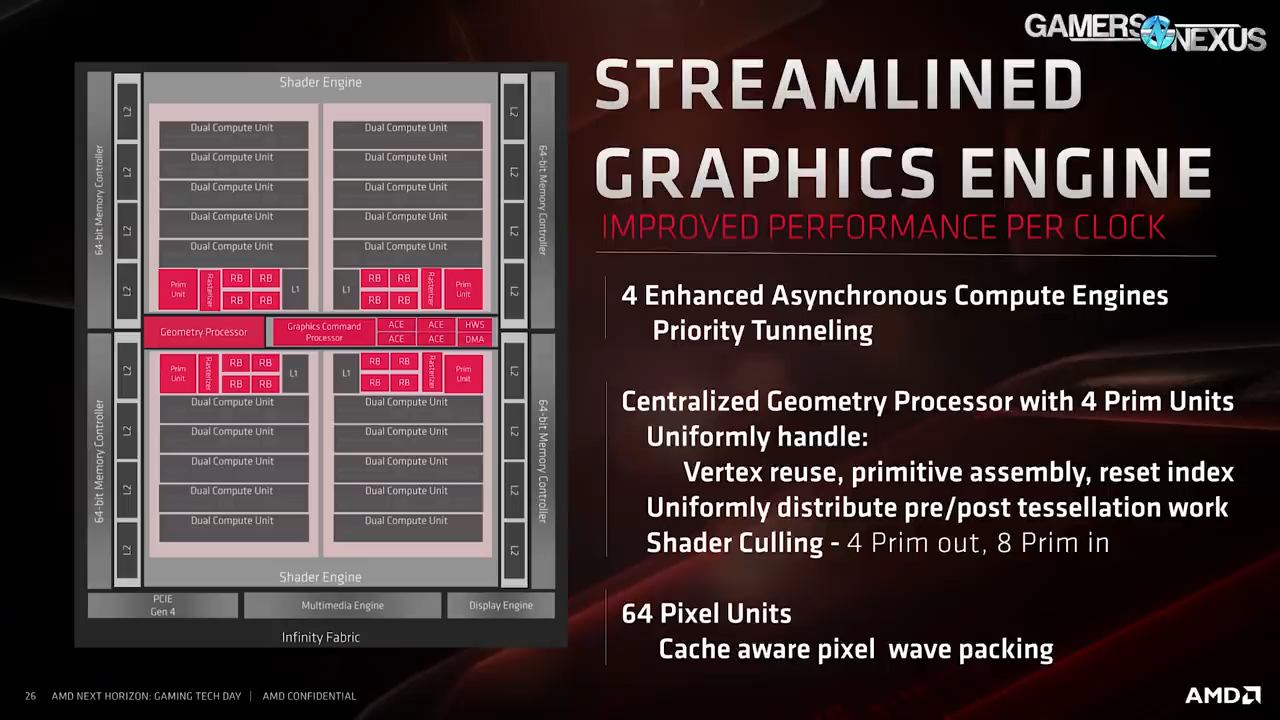 GAMERS NEXUS
STREAMLINED
GRAPHICS ENGINE
IMPROVED PERFORMANCE PER CLOCK
4 Enhanced Asynchronous Compute Engines
Priority Tunneling
Centralized Geometry Processor with 4 Prim Units
Uniformly handle:
Vertex reuse, primitive assembly, reset index
Uniformly distribute pre/post tessellation work
Shader Culling - 4 Prim out, 8 Prim in
64 Pixel Units
Cache aware pixel wave packing
Shader Engine
64-bit Memory Controller
L2
L2
L2
L2
Dual Compute Unit
Dual Compute Unit
Dual Compute Unit
Dual Compute Unit
Dual Compute Unit
Dual Compute Unit
Dual Compute Unit
Dual Compute Unit
Dual Compute Unit
Dual Compute Unit
L2
L2
L2
L2
64-bit Memory Controller
Prim
Unit
Rasterizer
RB RB
RB RB
L1
L1
RB RB
RB RB
Rasterizer
Prim
Unit
Geometry Processor
Graphics Command
Processor
ACE ACE HWS
ACE ACE DMA
64-bit Memory Controller
L2
L2
L2
L2
Prim
Unit
Rasterizer
RB RB
RB RB
L1
L1
RB RB
RB RB
Rasterizer
Prim
Unit
Dual Compute Unit
Dual Compute Unit
Dual Compute Unit
Dual Compute Unit
Dual Compute Unit
Dual Compute Unit
Dual Compute Unit
Dual Compute Unit
Dual Compute Unit
Dual Compute Unit
L2
L2
L2
L2
64-bit Memory Controller
Shader Engine
PCIE
Gen 4
Multimedia Engine
Display Engine
Infinity Fabric
26 AMD NEXT HORIZON: GAMING TECH DAY | AMD CONFIDENTIAL
AMD